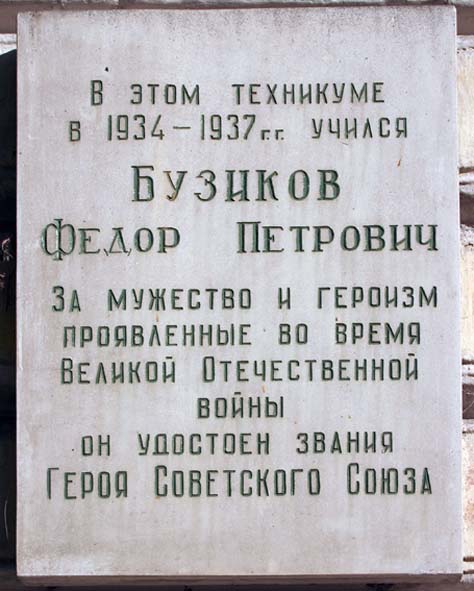 В этом техникуме
в 1934-1937г.г. учился
Бузиков
Федор Петрович
За мужество и героизм
проявленные во время
Великой Отечественной
войны
он удостоен звания
Героя Советского Союза